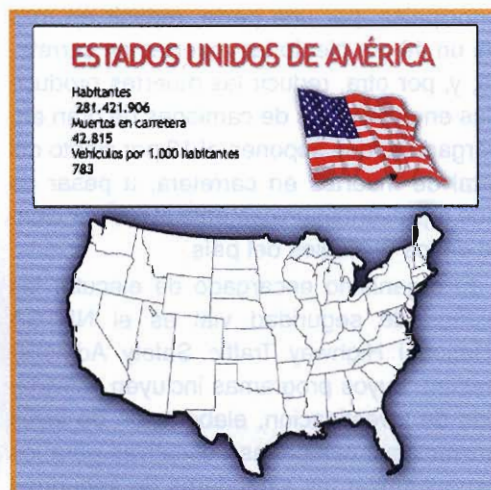 ESTADOS UNIDOS DE AMÉRICA
Habitantes
281.421.906
Muertos en carretera
42.815
Vehículos por 1,000 habitantes
783